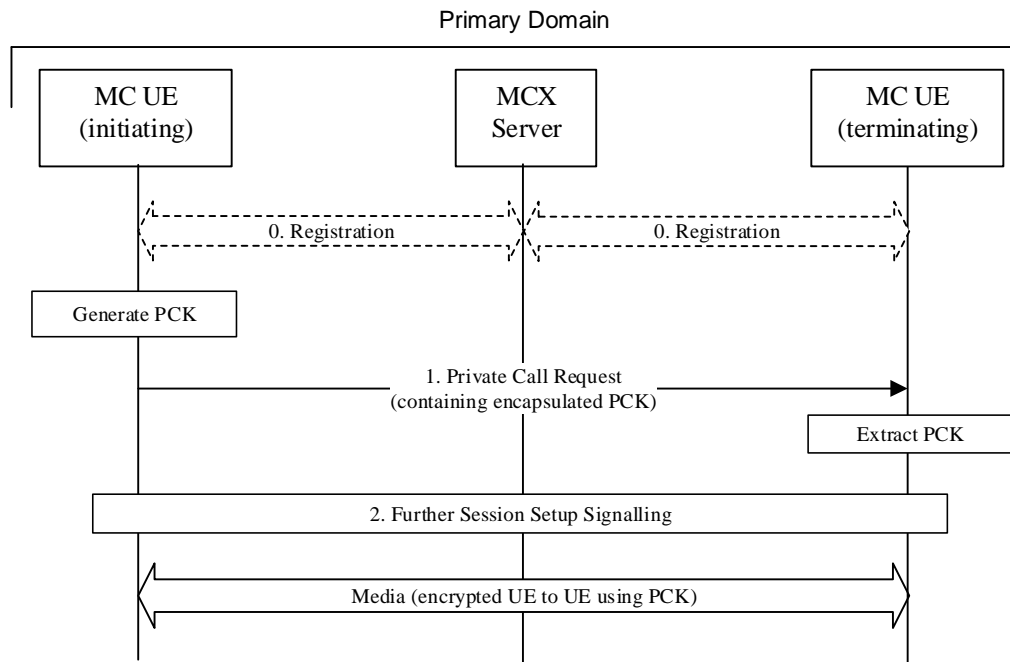 Primary Domain
MC UE
(initiating)
MCX
Server
MC UE
(terminating)
0. Registration
0. Registration
Generate PCK
1. Private Call Request
(containing encapsulated PCK)
Extract PCK
2. Further Session Setup Signalling
Media (encrypted UE to UE using PCK)